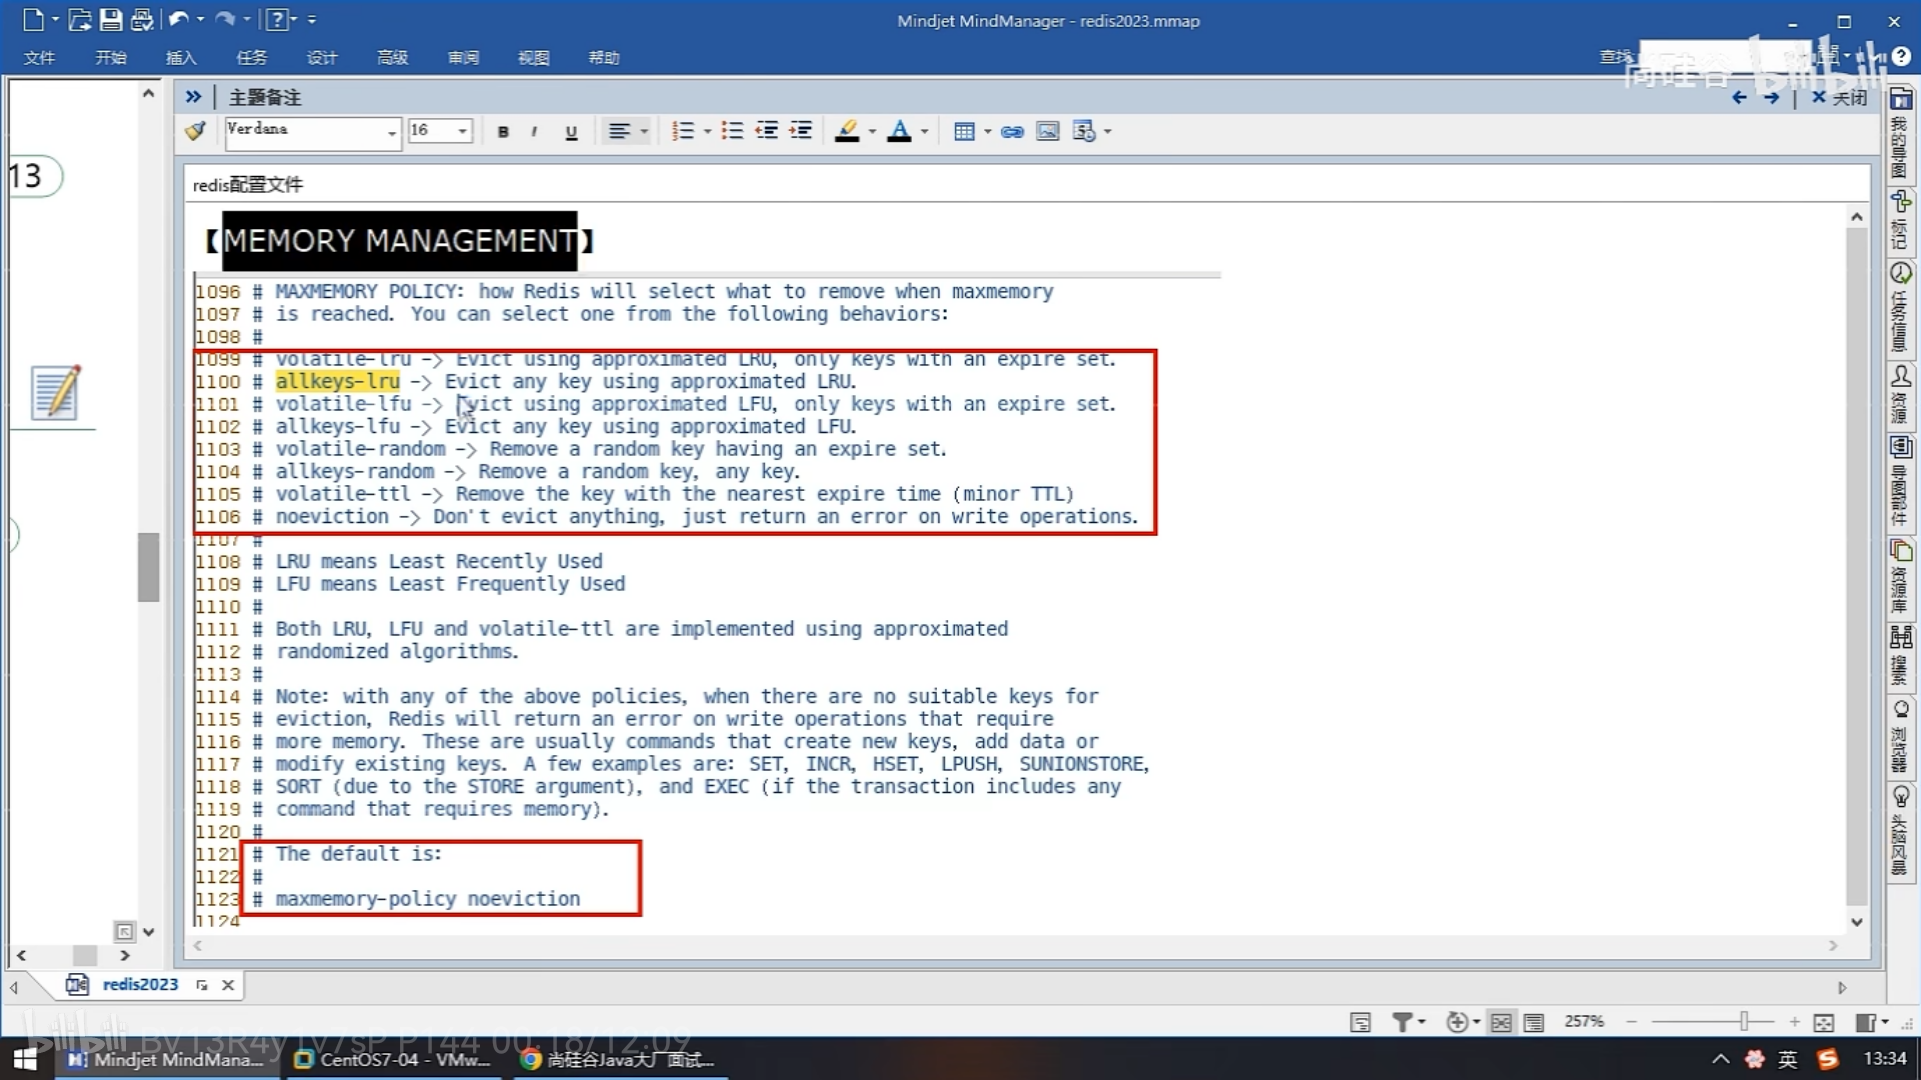 Mindjet MindManager - redis2023.mmap
文件 开始 插入 任务 设计 高级 审阅 视图 帮助
查找
尚硅谷 bilibili
主题备注
关闭
Verdana 16
13
redis配置文件
【MEMORY MANAGEMENT】
1096 # MAXMEMORY POLICY: how Redis will select what to remove when maxmemory
1097 # is reached. You can select one from the following behaviors:
1098 #
1099 # volatile-lru -> Evict using approximated LRU, only keys with an expire set.
1100 # allkeys-lru -> Evict any key using approximated LRU.
1101 # volatile-lfu -> Evict using approximated LFU, only keys with an expire set.
1102 # allkeys-lfu -> Evict any key using approximated LFU.
1103 # volatile-random -> Remove a random key having an expire set.
1104 # allkeys-random -> Remove a random key, any key.
1105 # volatile-ttl -> Remove the key with the nearest expire time (minor TTL)
1106 # noeviction -> Don't evict anything, just return an error on write operations.
1107 #
1108 # LRU means Least Recently Used
1109 # LFU means Least Frequently Used
1110 #
1111 # Both LRU, LFU and volatile-ttl are implemented using approximated
1112 # randomized algorithms.
1113 #
1114 # Note: with any of the above policies, when there are no suitable keys for
1115 # eviction, Redis will return an error on write operations that require
1116 # more memory. These are usually commands that create new keys, add data or
1117 # modify existing keys. A few examples are: SET, INCR, HSET, LPUSH, SUNIONSTORE,
1118 # SORT (due to the STORE argument), and EXEC (if the transaction includes any
1119 # command that requires memory).
1120 #
1121 # The default is:
1122 #
1123 # maxmemory-policy noeviction
1124
我的导图
标记
任务信息
资源
导图部件
资源库
搜索
浏览器
头脑风暴
redis2023
257%
bilibili BV13R4y1v7sP P144 00:18/12:09
Mindjet MindMana...
CentOS7-04 - VMw...
尚硅谷Java大厂面试...
英
13:34